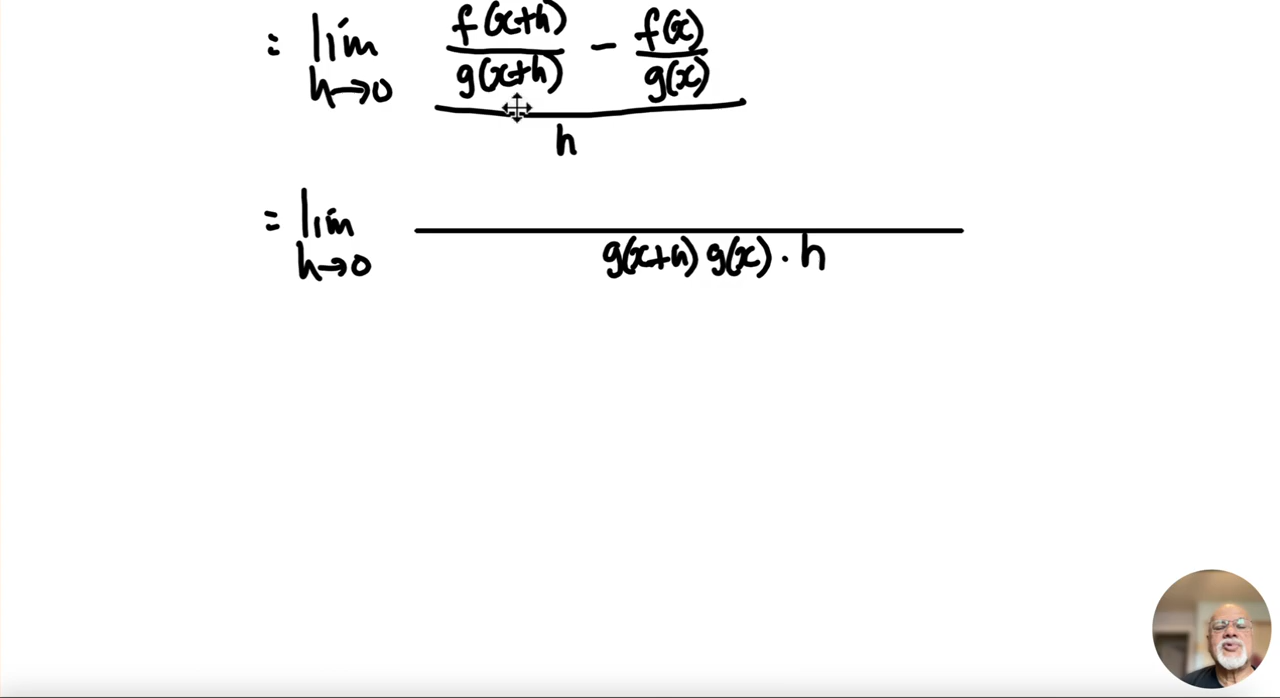 = lim h→0 f(x+h)/g(x+h) − f(x)/g(x)
h
= lim h→0
g(x+h) g(x) · h